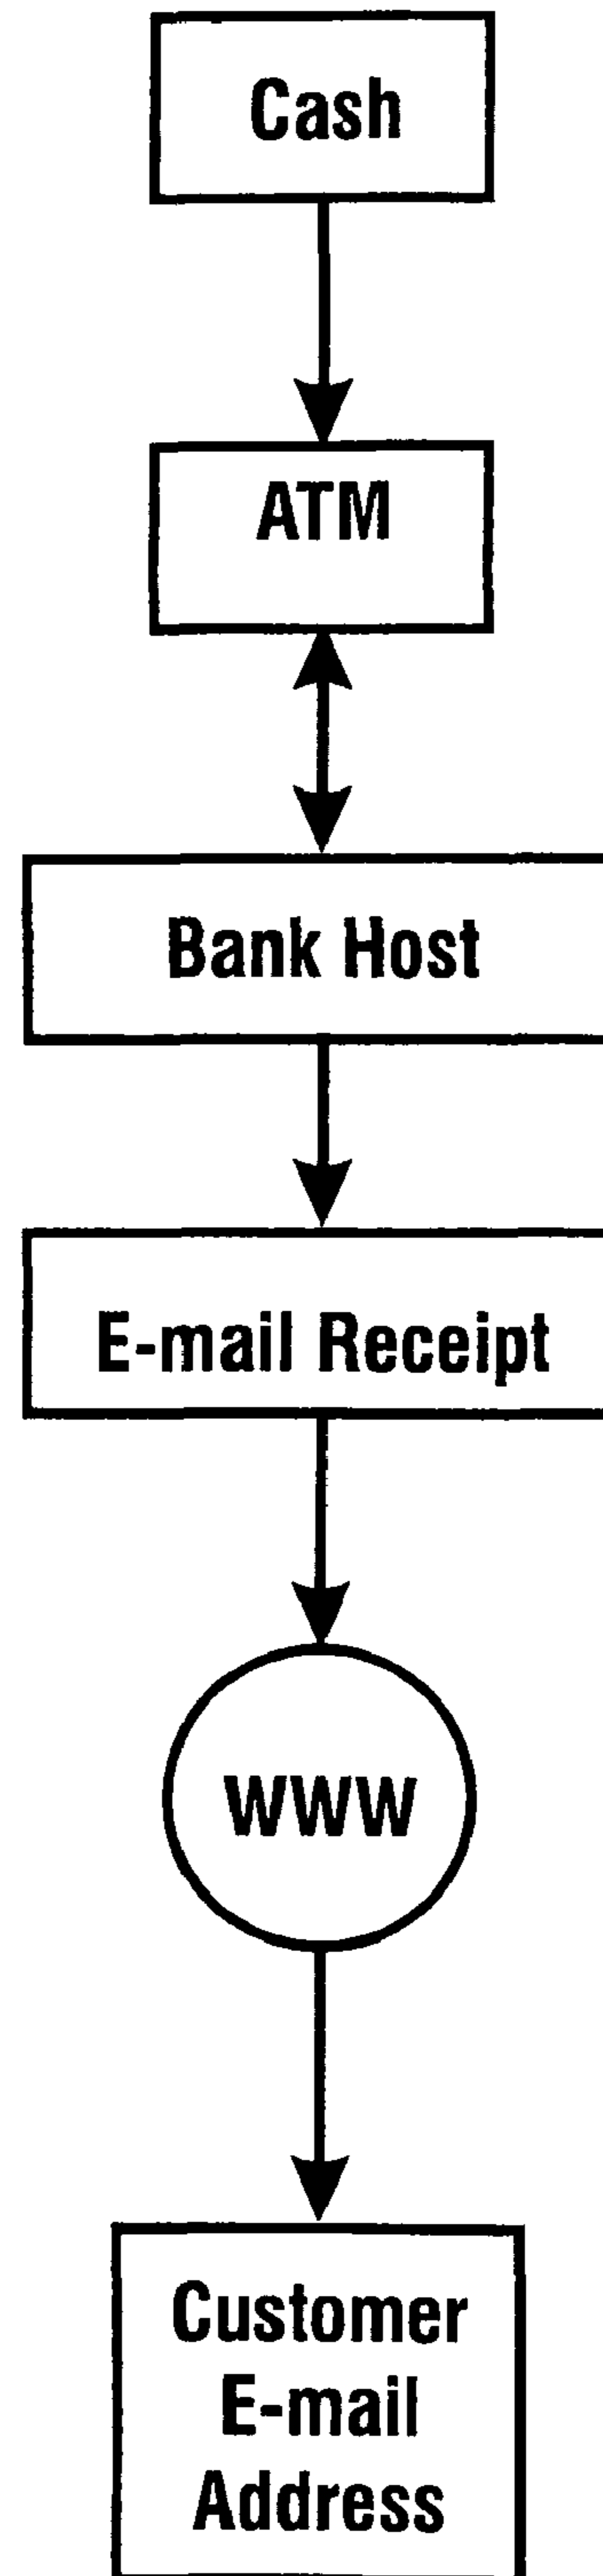 Cash
ATM
Bank Host
E-mail Receipt
WWW
Customer
E-mail
Address